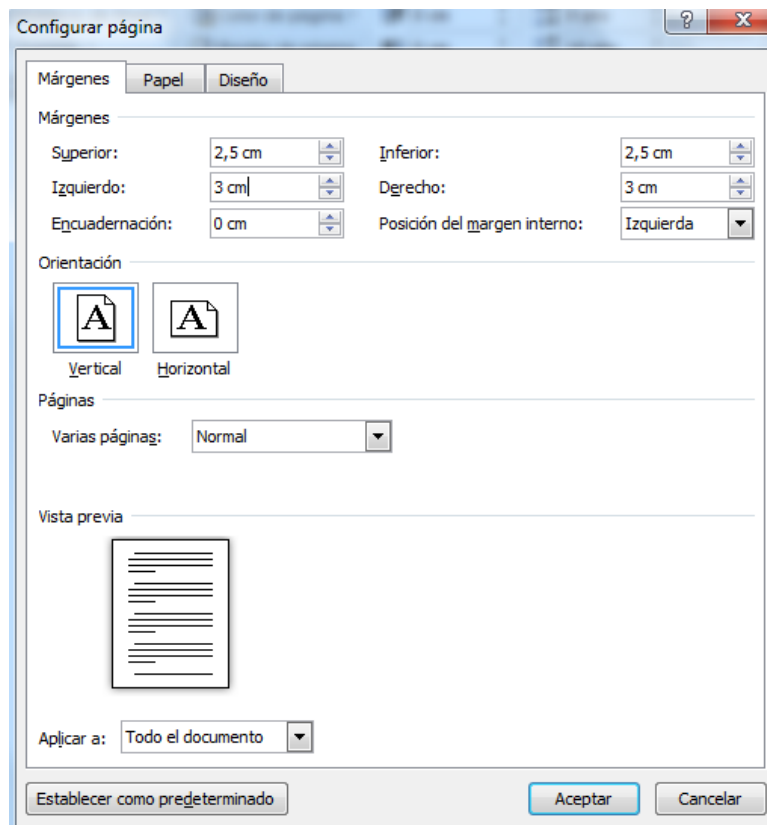 Configurar página
Márgenes Papel Diseño
Márgenes
Superior: 2,5 cm Inferior: 2,5 cm
Izquierdo: 3 cm Derecho: 3 cm
Encuadernación: 0 cm Posición del margen interno: Izquierda
Orientación
A A
Vertical Horizontal
Páginas
Varias páginas: Normal
Vista previa
Aplicar a: Todo el documento
Establecer como predeterminado Aceptar Cancelar